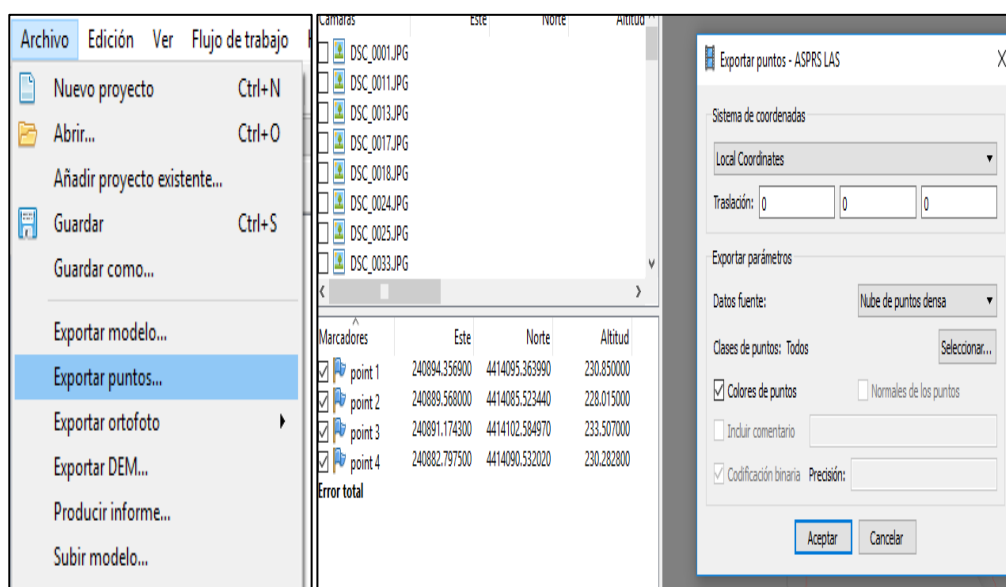 Archivo Edición Ver Flujo de trabajo
Nuevo proyecto Ctrl+N
Abrir... Ctrl+O
Añadir proyecto existente...
Guardar Ctrl+S
Guardar como...
Exportar modelo...
Exportar puntos...
Exportar ortofoto
Exportar DEM...
Producir informe...
Subir modelo...
Cámaras Este Norte Altitud
DSC_0001.JPG
DSC_0011.JPG
DSC_0013.JPG
DSC_0017.JPG
DSC_0018.JPG
DSC_0024.JPG
DSC_0025.JPG
DSC_0033.JPG
Marcadores Este Norte Altitud
point 1 240894.356900 4414095.363990 230.850000
point 2 240889.568000 4414085.523440 228.015000
point 3 240891.174300 4414102.584970 233.507000
point 4 240882.797500 4414090.532020 230.282800
Error total
Exportar puntos - ASPRS LAS
Sistema de coordenadas
Local Coordinates
Traslación: 0 0 0
Exportar parámetros
Datos fuente: Nube de puntos densa
Clases de puntos: Todos Seleccionar...
Colores de puntos Normales de los puntos
Incluir comentario
Codificación binaria Precisión:
Aceptar Cancelar